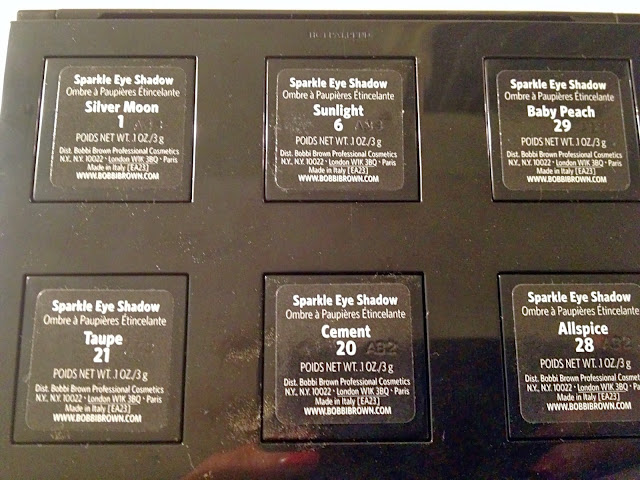 Sparkle Eye Shadow
Ombre à Paupières Étincelante
Silver Moon
1
POIDS NET WT. .1 OZ./3 g
Dist. Bobbi Brown Professional Cosmetics
N.Y., N.Y. 10022 • London W1K 3BQ • Paris
Made in Italy [EA23]
WWW.BOBBIBROWN.COM
Sparkle Eye Shadow
Ombre à Paupières Étincelante
Sunlight
6
POIDS NET WT. .1 OZ./3 g
Dist. Bobbi Brown Professional Cosmetics
N.Y., N.Y. 10022 • London W1K 3BQ • Paris
Made in Italy [EA23]
WWW.BOBBIBROWN.COM
Sparkle Eye Shadow
Ombre à Paupières Étincelante
Baby Peach
29
POIDS NET WT. .1 OZ./3 g
Dist. Bobbi Brown Professional Cosmetics
N.Y., N.Y. 10022 • London W1K 3BQ • Paris
Made in Italy [EA23]
WWW.BOBBIBROWN.COM
Sparkle Eye Shadow
Ombre à Paupières Étincelante
Taupe
21
POIDS NET WT. .1 OZ./3 g
Dist. Bobbi Brown Professional Cosmetics
N.Y., N.Y. 10022 • London W1K 3BQ • Paris
Made in Italy [EA23]
WWW.BOBBIBROWN.COM
Sparkle Eye Shadow
Ombre à Paupières Étincelante
Cement
20 A32
POIDS NET WT. .1 OZ./3 g
Dist. Bobbi Brown Professional Cosmetics
N.Y., N.Y. 10022 • London W1K 3BQ • Paris
Made in Italy [EA23]
WWW.BOBBIBROWN.COM
Sparkle Eye Shadow
Ombre à Paupières Étincelante
Allspice
28
POIDS NET WT. .1 OZ./3 g
Dist. Bobbi Brown Professional Cosmetics
N.Y., N.Y. 10022 • London W1K 3BQ • Paris
Made in Italy [EA23]
WWW.BOBBIBROWN.COM